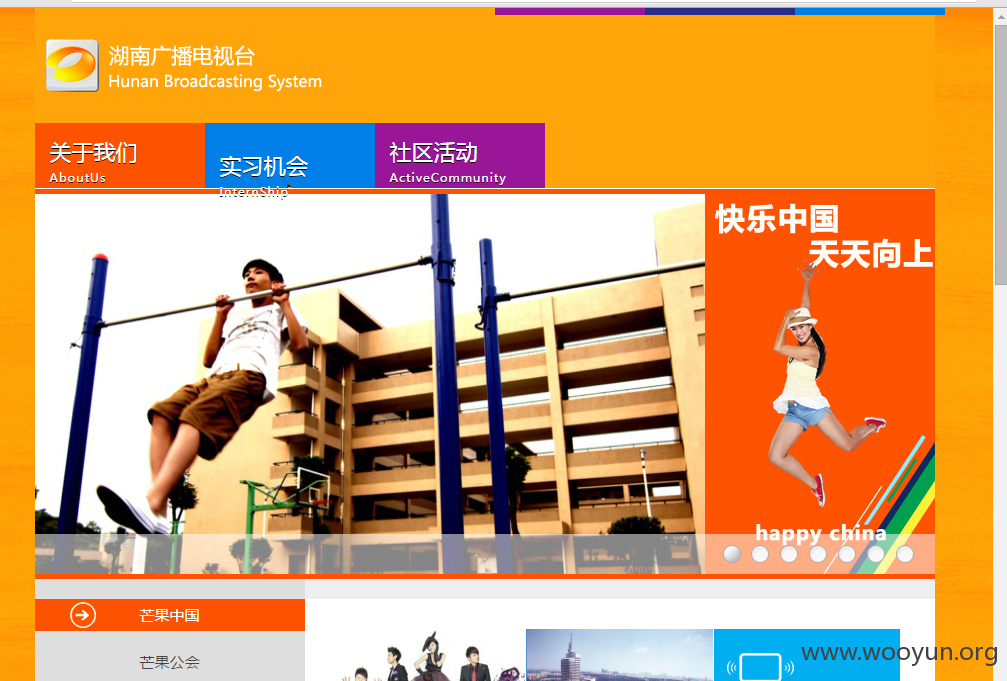 湖南广播电视台
Hunan Broadcasting System
关于我们
AboutUs
实习机会
InternShip
社区活动
ActiveCommunity
快乐中国
天天向上
happy china
芒果中国
芒果公会
www.wooyun.org